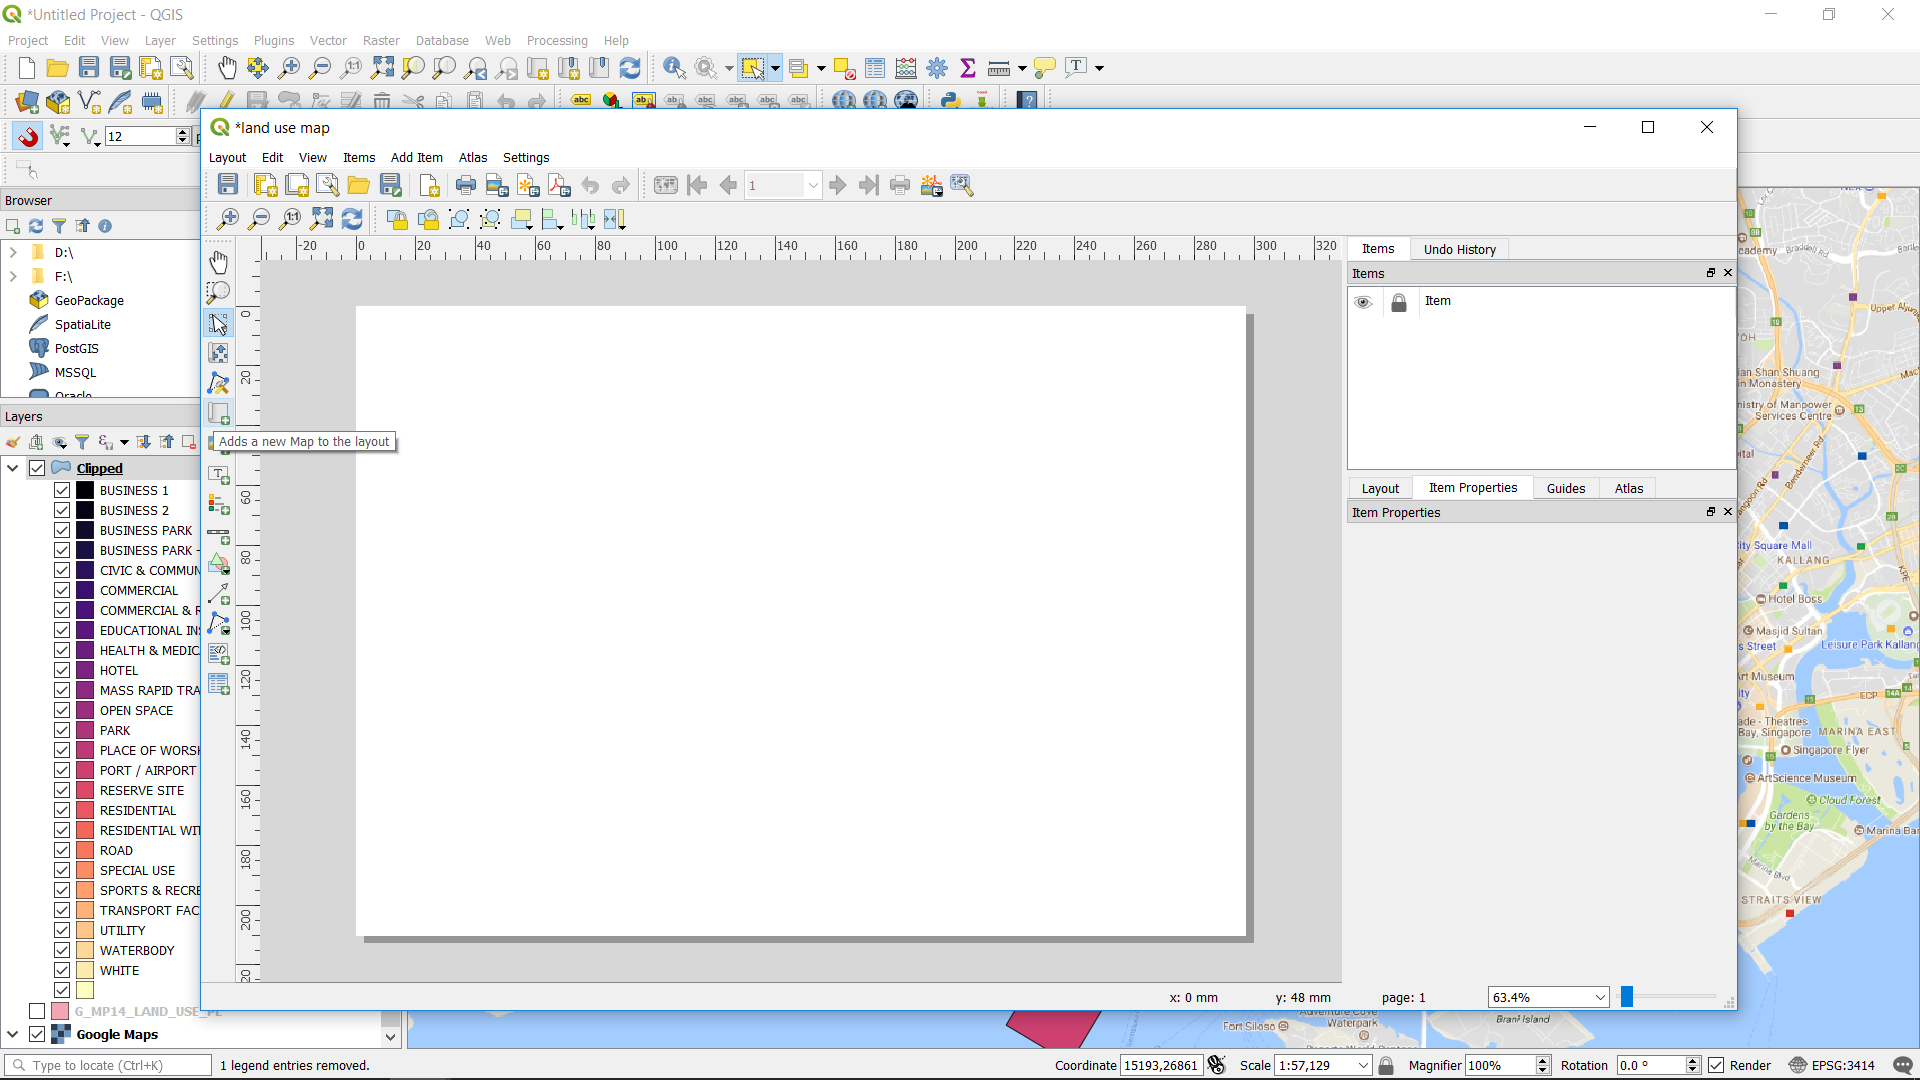 *Untitled Project - QGIS
Project Edit View Layer Settings Plugins Vector Raster Database Web Processing Help
12
*land use map
Layout Edit View Items Add Item Atlas Settings
1
Browser
D:\
F:\
GeoPackage
SpatiaLite
PostGIS
MSSQL
Oracle
Layers
Clipped
BUSINESS 1
BUSINESS 2
BUSINESS PARK
BUSINESS PARK -
CIVIC & COMMUN
COMMERCIAL
COMMERCIAL & R
EDUCATIONAL IN
HEALTH & MEDIC
HOTEL
MASS RAPID TRA
OPEN SPACE
PARK
PLACE OF WORSH
PORT / AIRPORT
RESERVE SITE
RESIDENTIAL
RESIDENTIAL WIT
ROAD
SPECIAL USE
SPORTS & RECRE
TRANSPORT FAC
UTILITY
WATERBODY
WHITE
G_MP14_LAND_USE_PL
Google Maps
Adds a new Map to the layout
-20 0 20 40 60 80 100 120 140 160 180 200 220 240 260 280 300 320
0
20
60
80
100
120
140
160
180
200
20
Items Undo History
Items
Item
Layout Item Properties Guides Atlas
Item Properties
x: 0 mm y: 48 mm page: 1 63.4%
Upper Alju
ian Shan Shuang
in Monastery
nistry of Manpower
Services Centre
City Square Mall
KALLANG
Hotel Boss
Masjid Sultan
s Street
Leisure Park Kallang
Art Museum
ECP
ade - Theatres
Bay, Singapore
MARINA EAST
Singapore Flyer
ArtScience Museum
Cloud Forest
Gardens
by the Bay
Marina Bar
STRAITS VIEW
Fort Siloso
Adventure Cove
Waterpark
Brani Island
Type to locate (Ctrl+K) 1 legend entries removed. Coordinate 15193,26861 Scale 1:57,129 Magnifier 100% Rotation 0.0 ° Render EPSG:3414